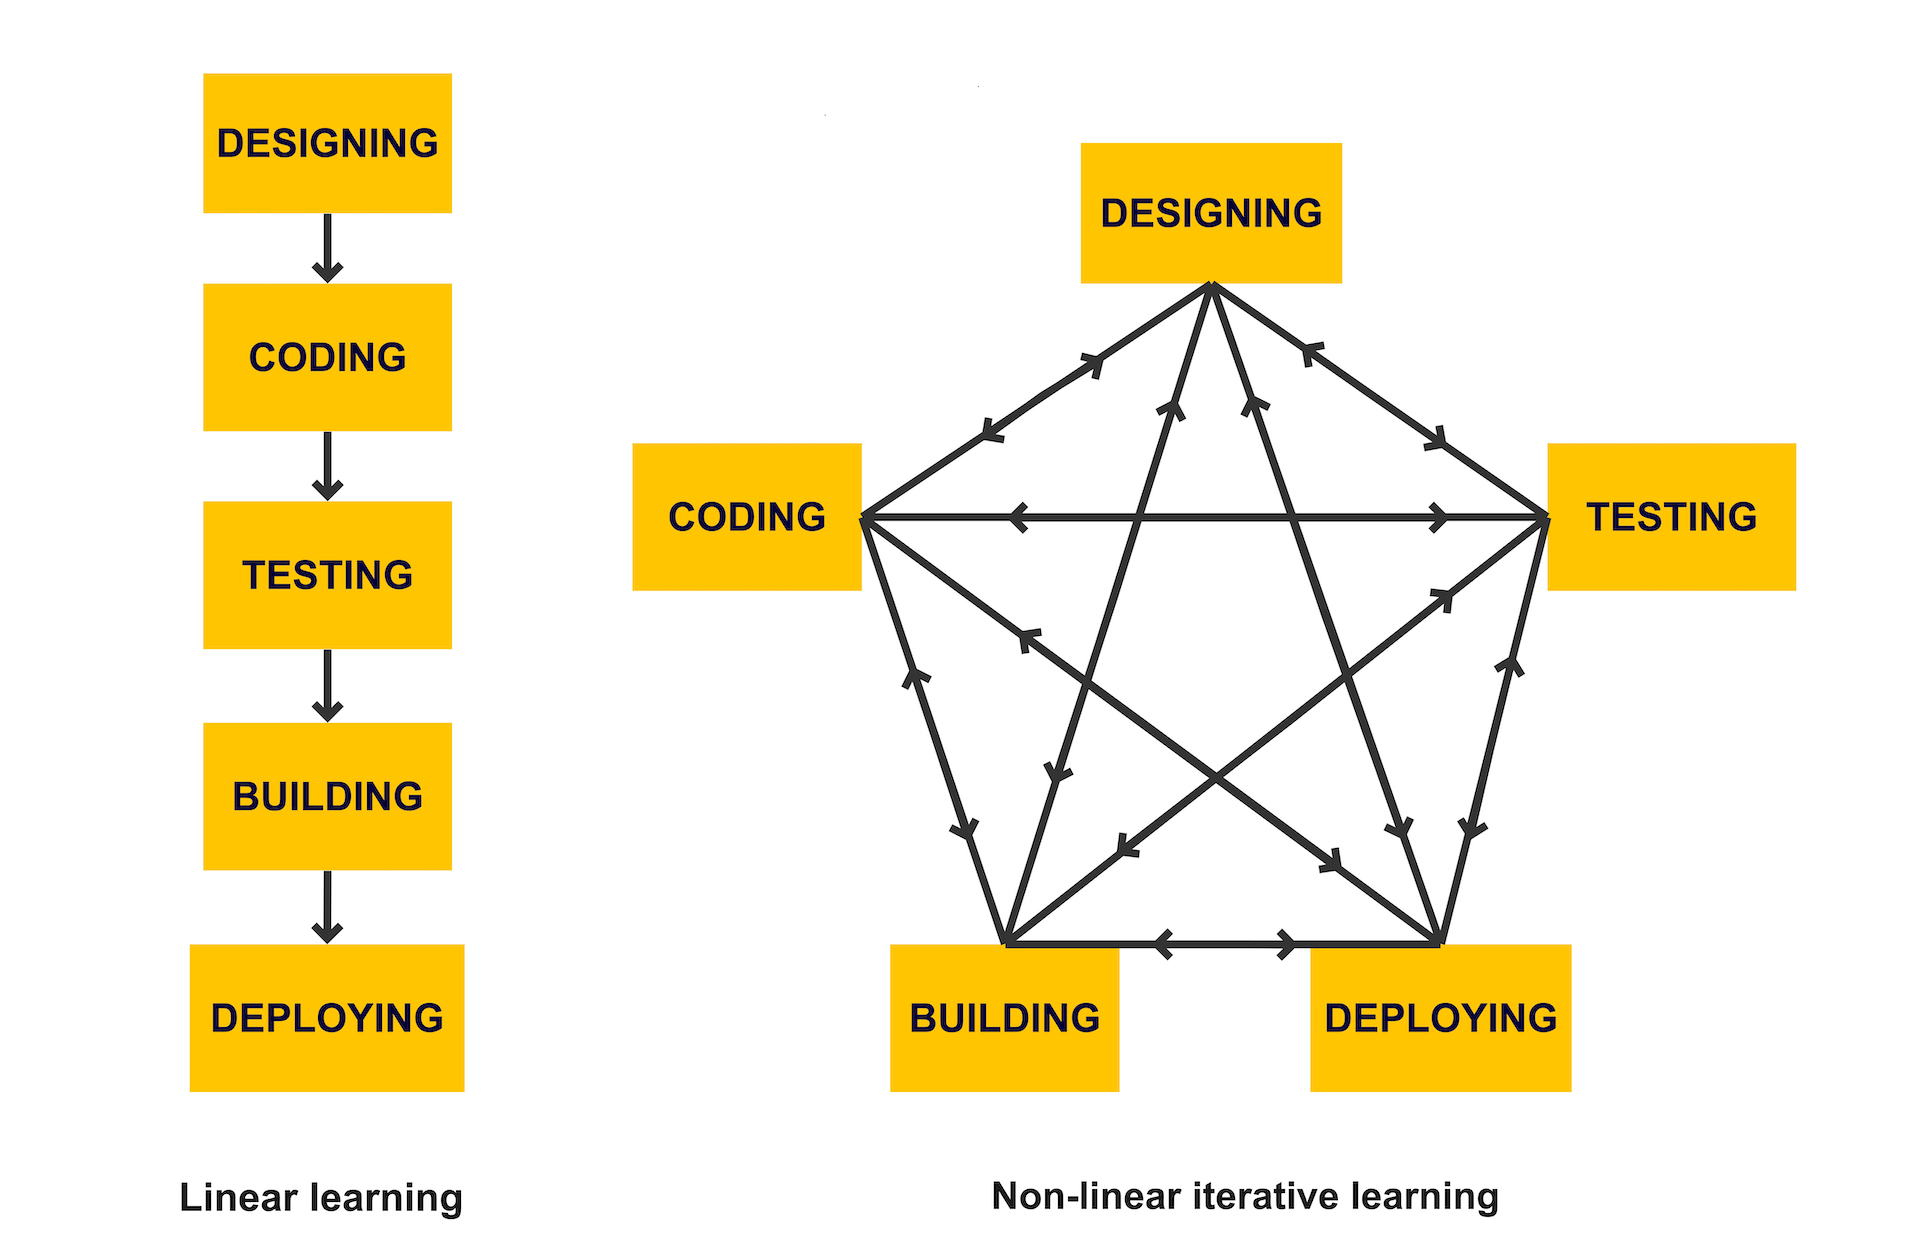 DESIGNING
CODING
TESTING
BUILDING
DEPLOYING
Linear learning
DESIGNING
CODING
TESTING
BUILDING
DEPLOYING
Non-linear iterative learning